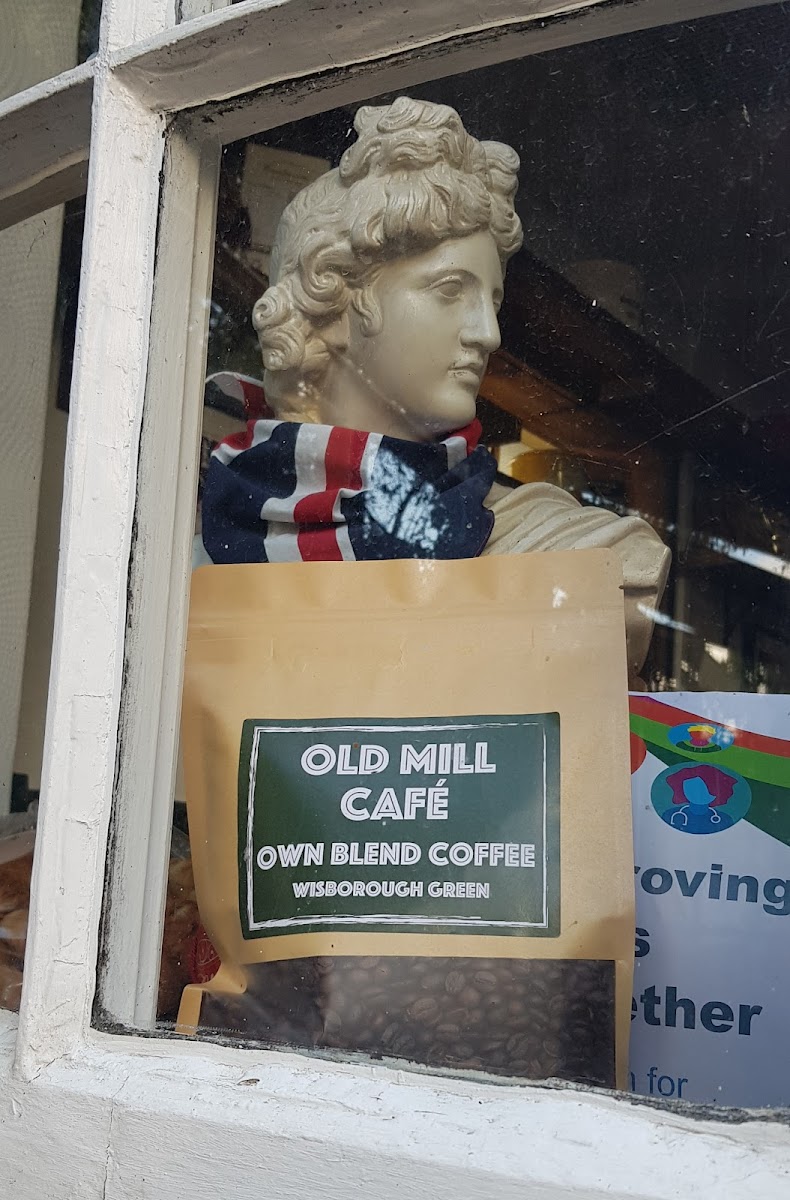 OLD MILL
CAFÉ
OWN BLEND COFFEE
WISBOROUGH GREEN
roving
s
ether
for